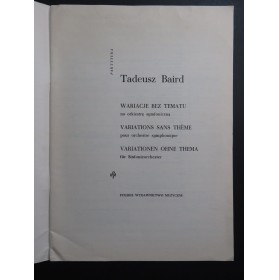 PARTYTURA
Tadeusz Baird
WARIACJE BEZ TEMATU
na orkiestrę symfoniczną
VARIATIONS SANS THÈME
pour orchestre symphonique
VARIATIONEN OHNE THEMA
für Sinfonieorchester
POLSKIE WYDAWNICTWO MUZYCZNE